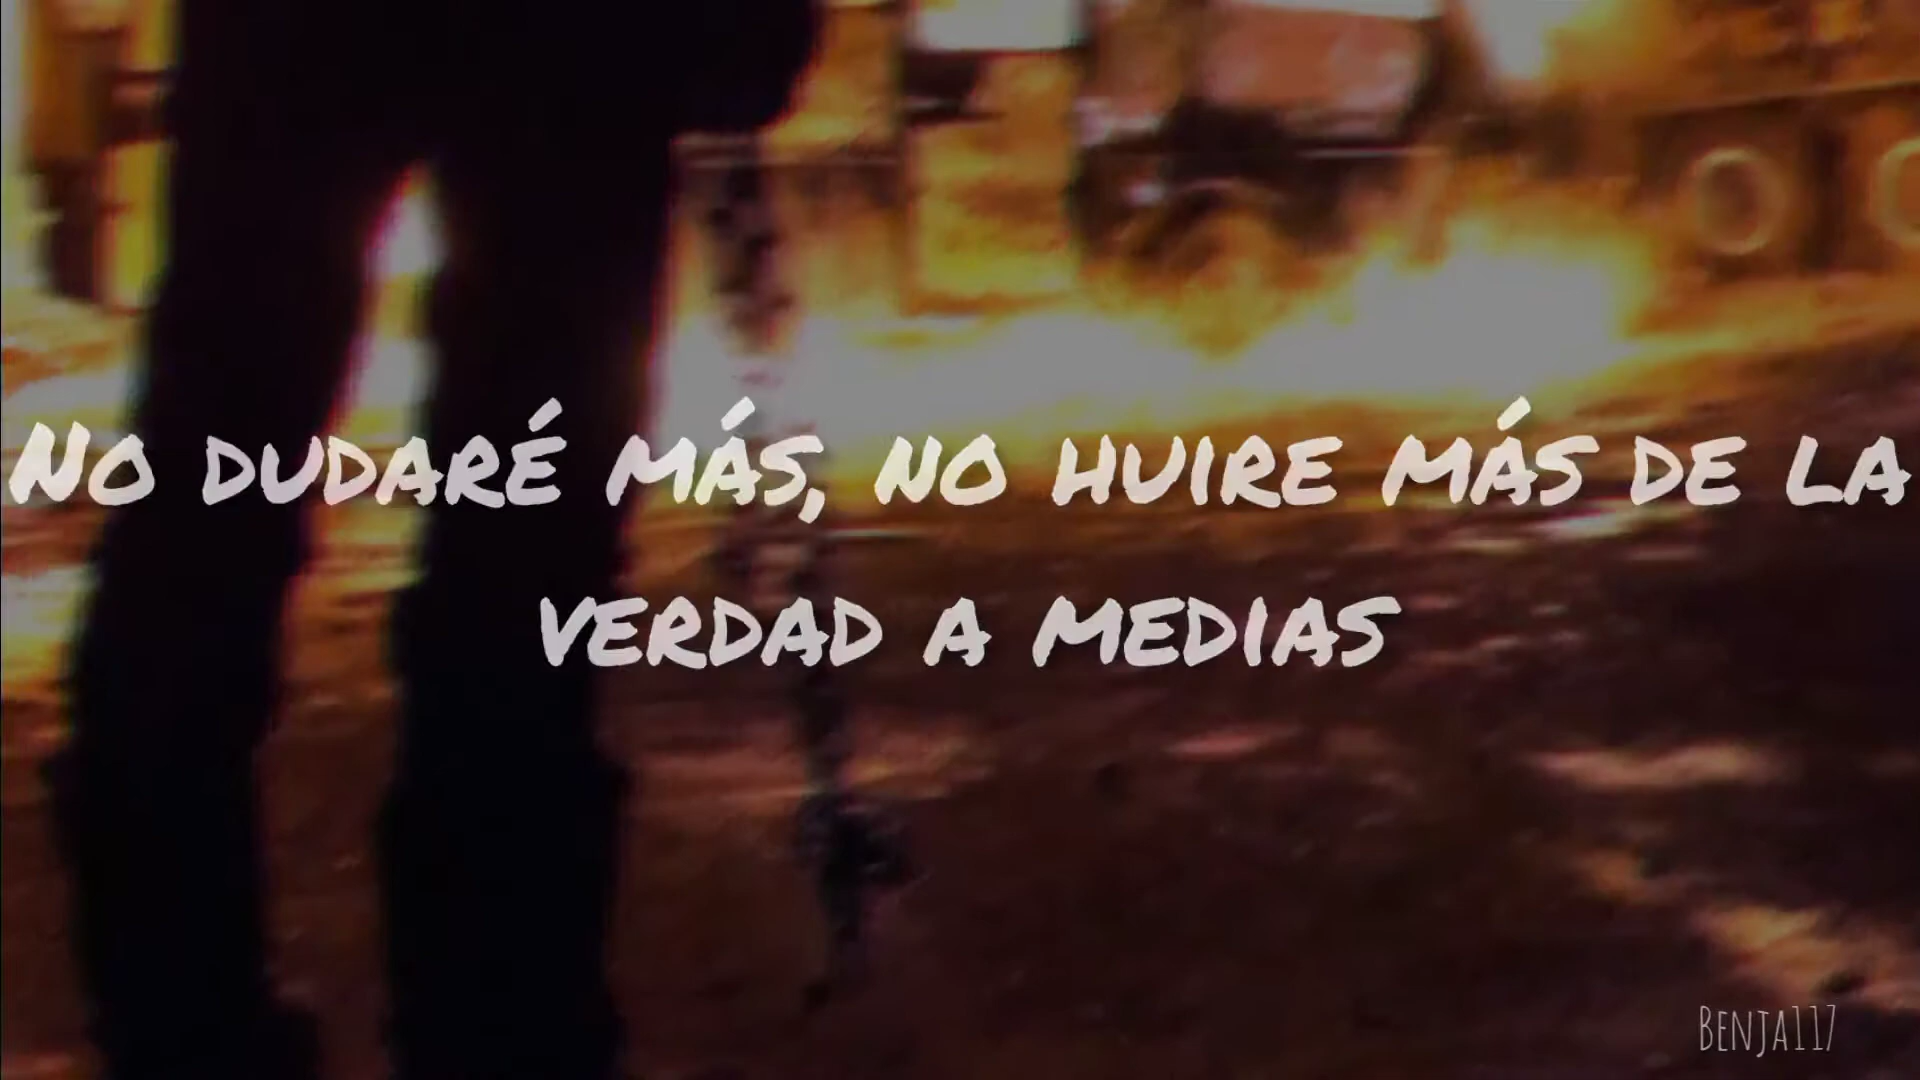 No dudaré más, no huire más de la
verdad a medias
Benja117